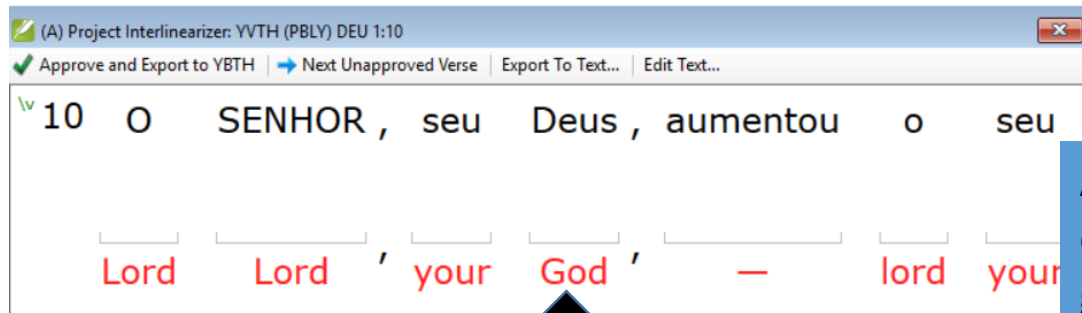 (A) Project Interlinearizer: YVTH (PBLY) DEU 1:10
Approve and Export to YBTH | Next Unapproved Verse | Export To Text... | Edit Text...
\v 10 O SENHOR , seu Deus , aumentou o seu
Lord Lord , your God , — lord your